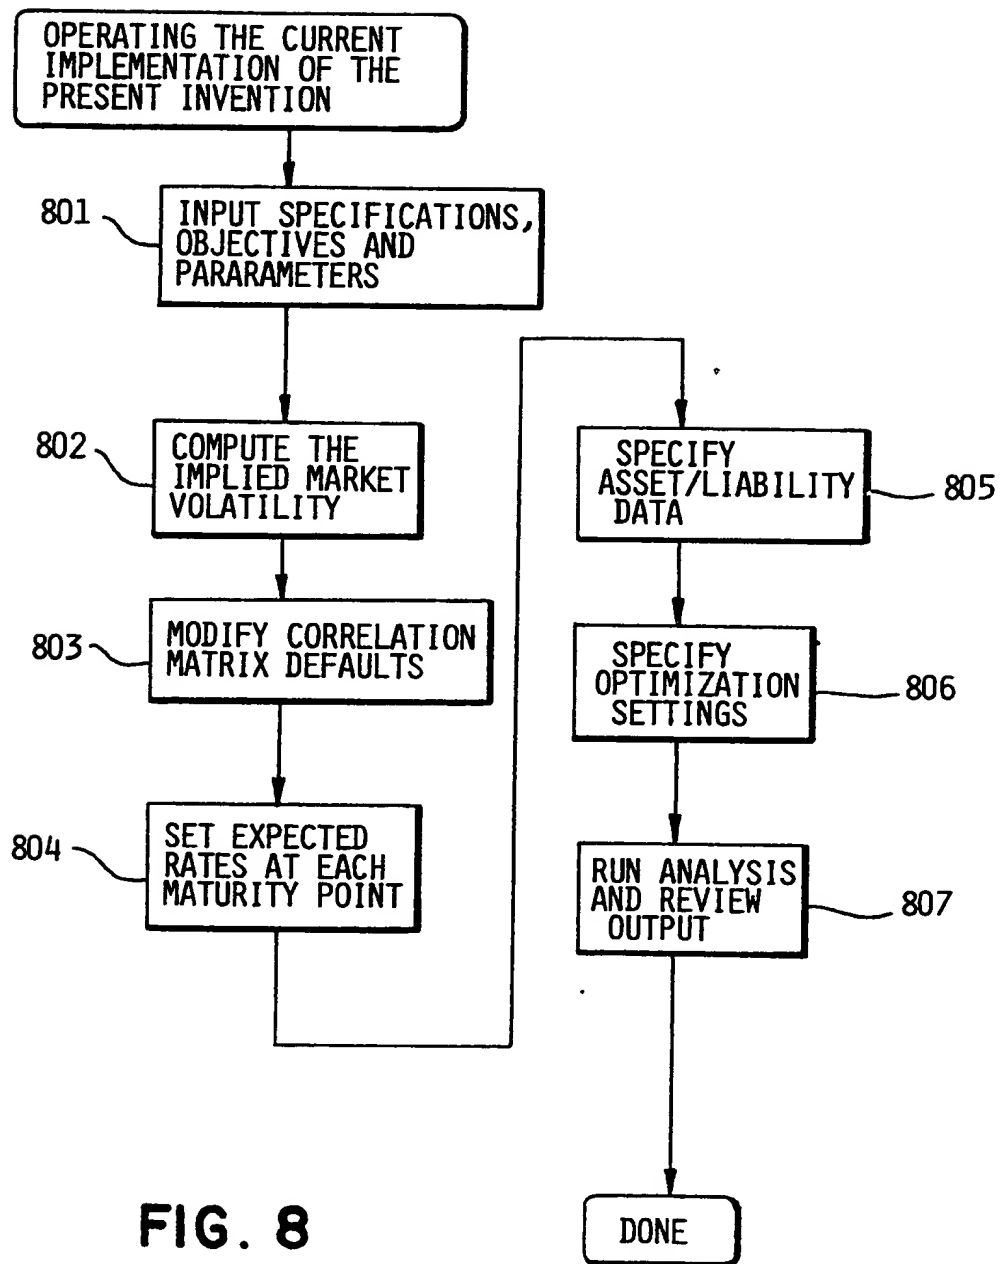 OPERATING THE CURRENT
IMPLEMENTATION OF THE
PRESENT INVENTION
801
INPUT SPECIFICATIONS,
OBJECTIVES AND
PARARAMETERS
802
COMPUTE THE
IMPLIED MARKET
VOLATILITY
803
MODIFY CORRELATION
MATRIX DEFAULTS
804
SET EXPECTED
RATES AT EACH
MATURITY POINT
SPECIFY
ASSET/LIABILITY
DATA
805
SPECIFY
OPTIMIZATION
SETTINGS
806
RUN ANALYSIS
AND REVIEW
OUTPUT
807
DONE
FIG. 8